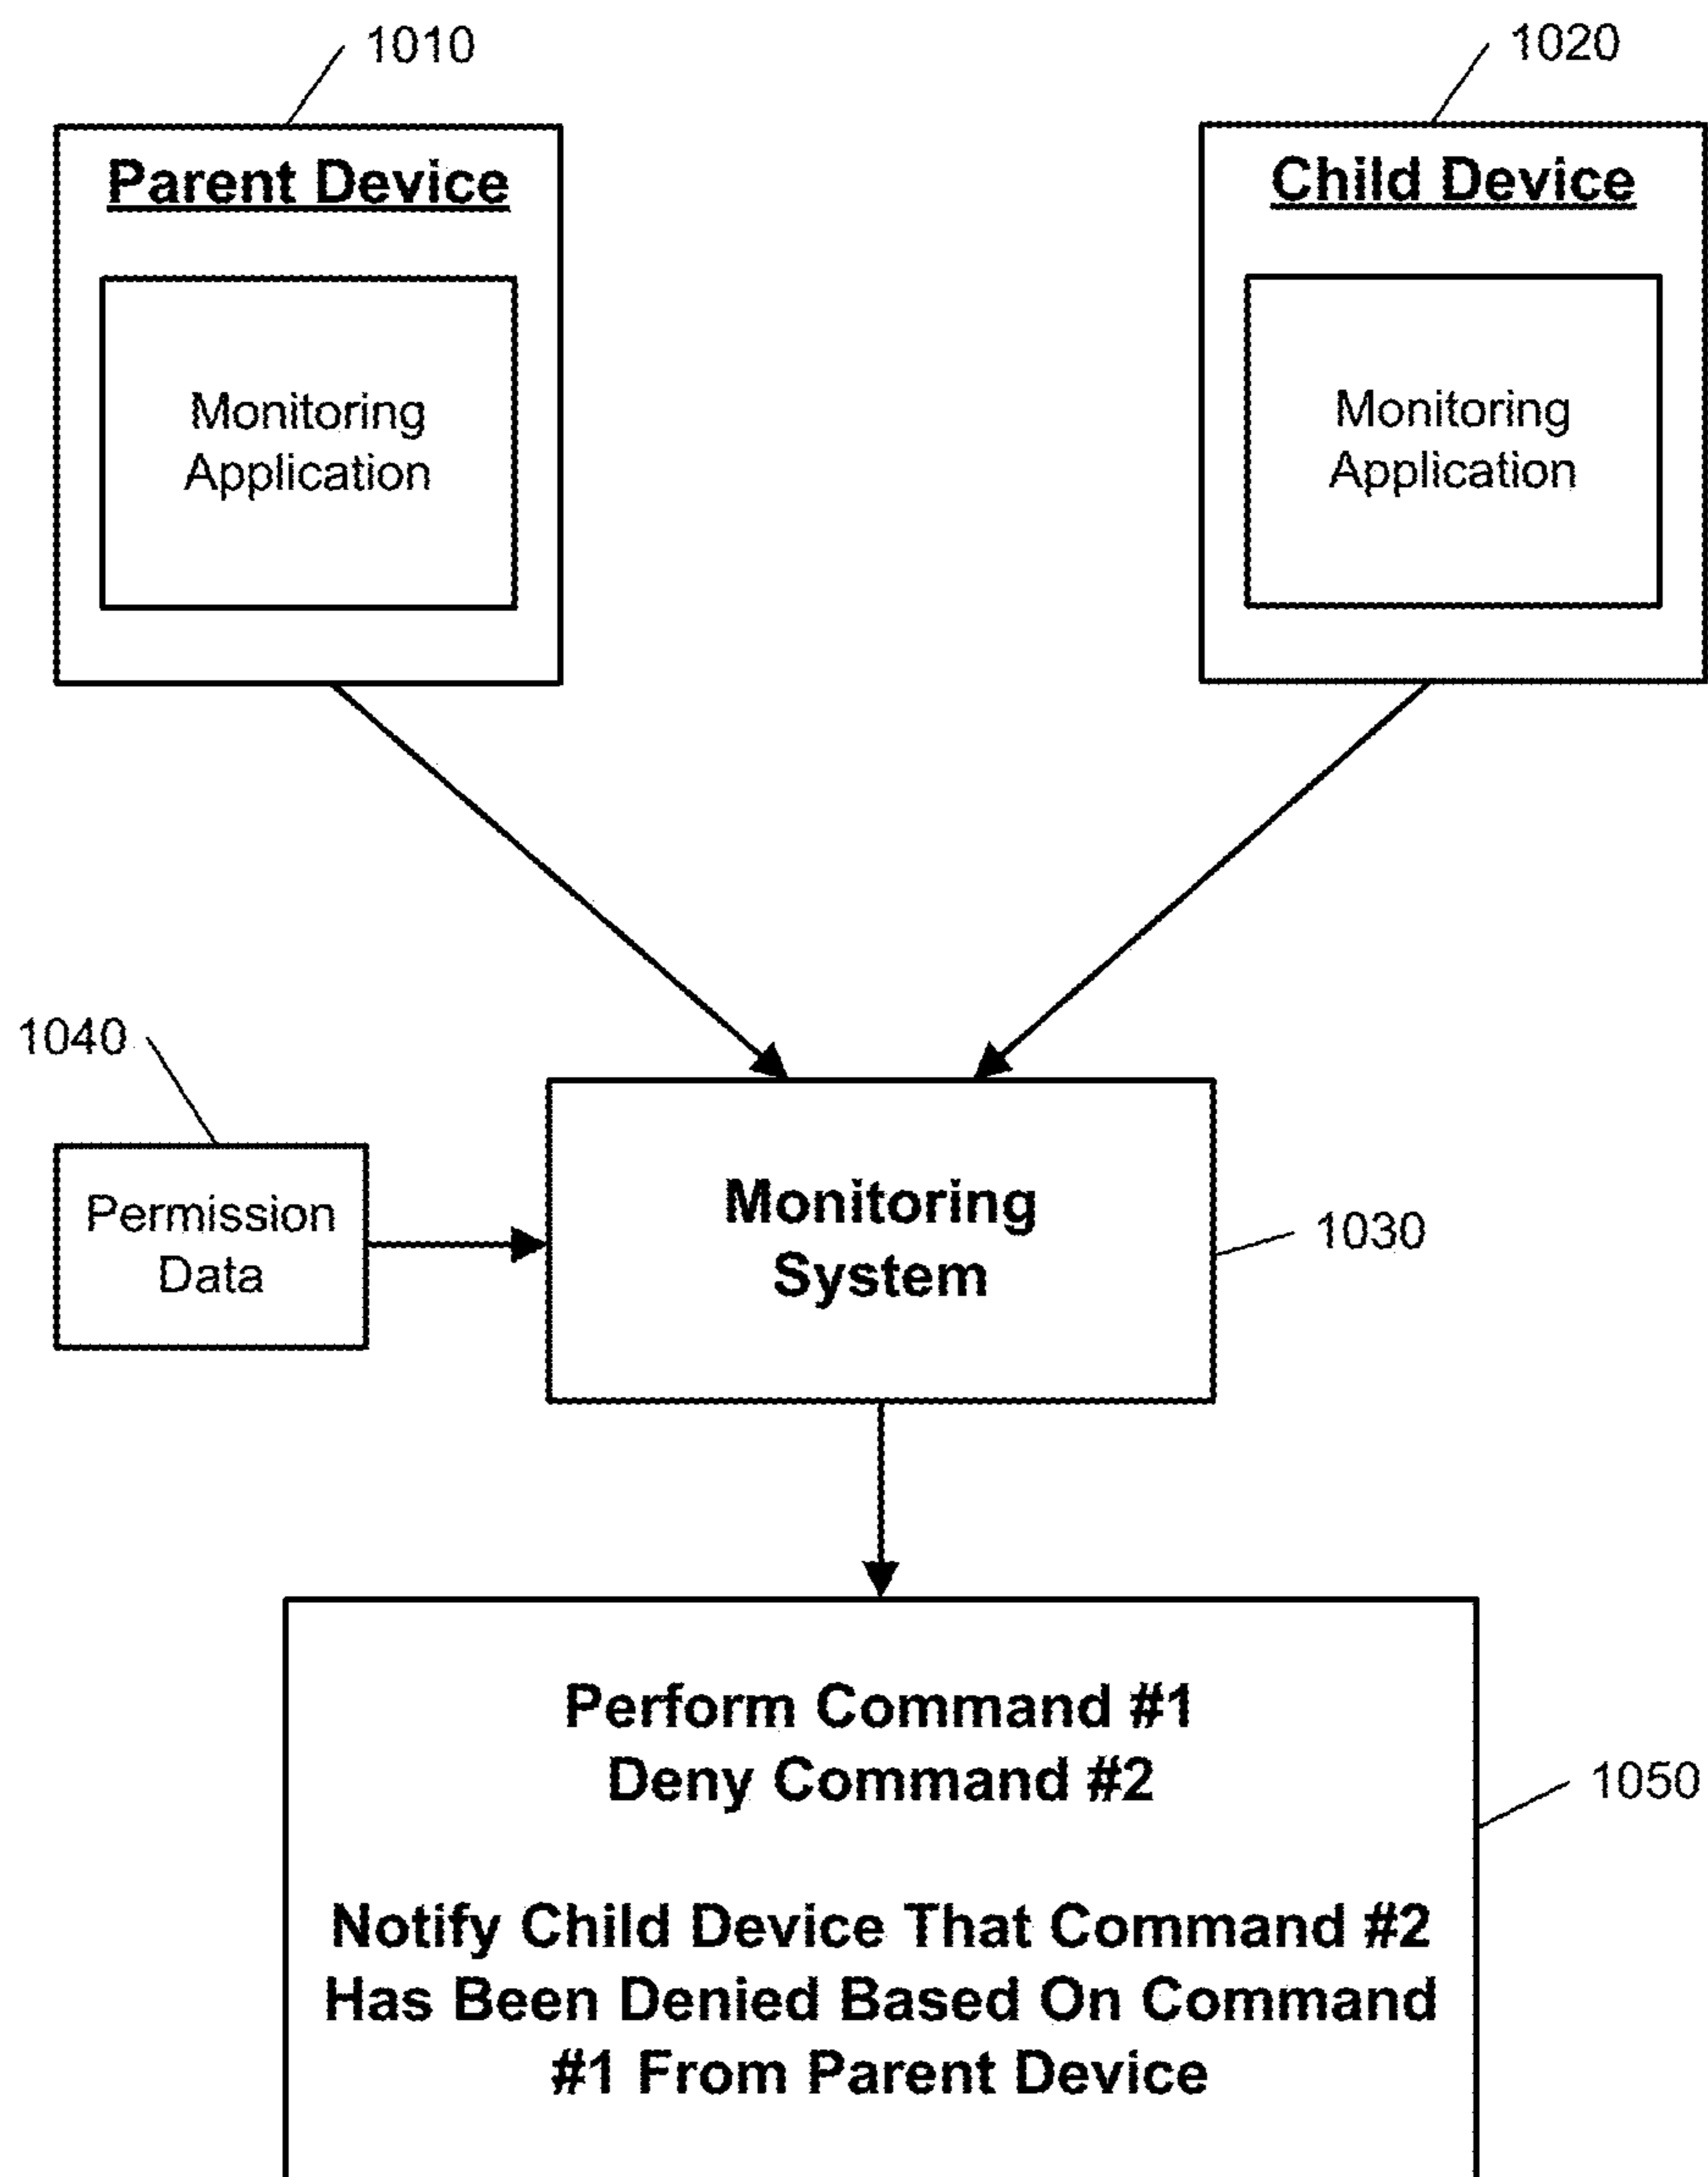 1010
1020
Parent Device
Child Device
Monitoring
Application
Monitoring
Application
1040
Permission
Data
Monitoring
System
1030
Perform Command #1
Deny Command #2
1050
Notify Child Device That Command #2
Has Been Denied Based On Command
#1 From Parent Device